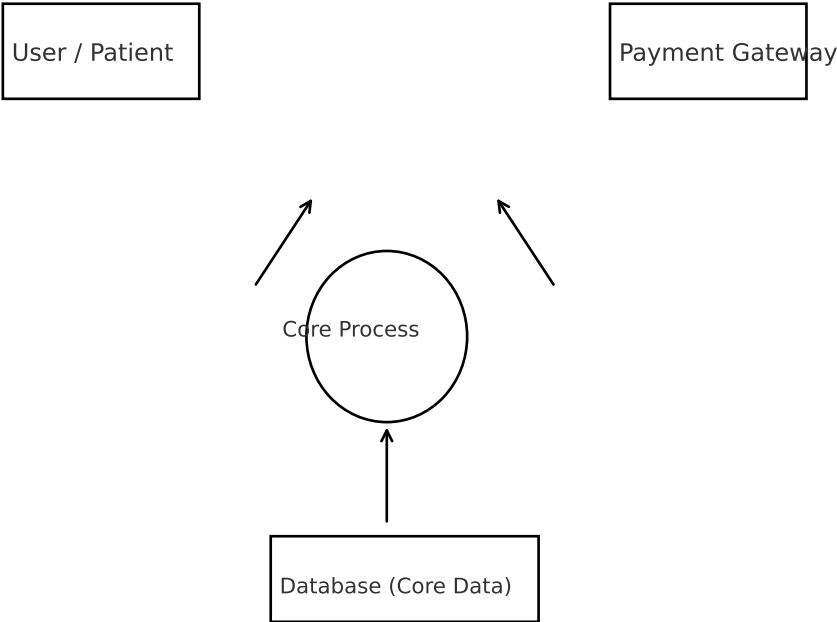 User / Patient
Payment Gateway
Core Process
Database (Core Data)